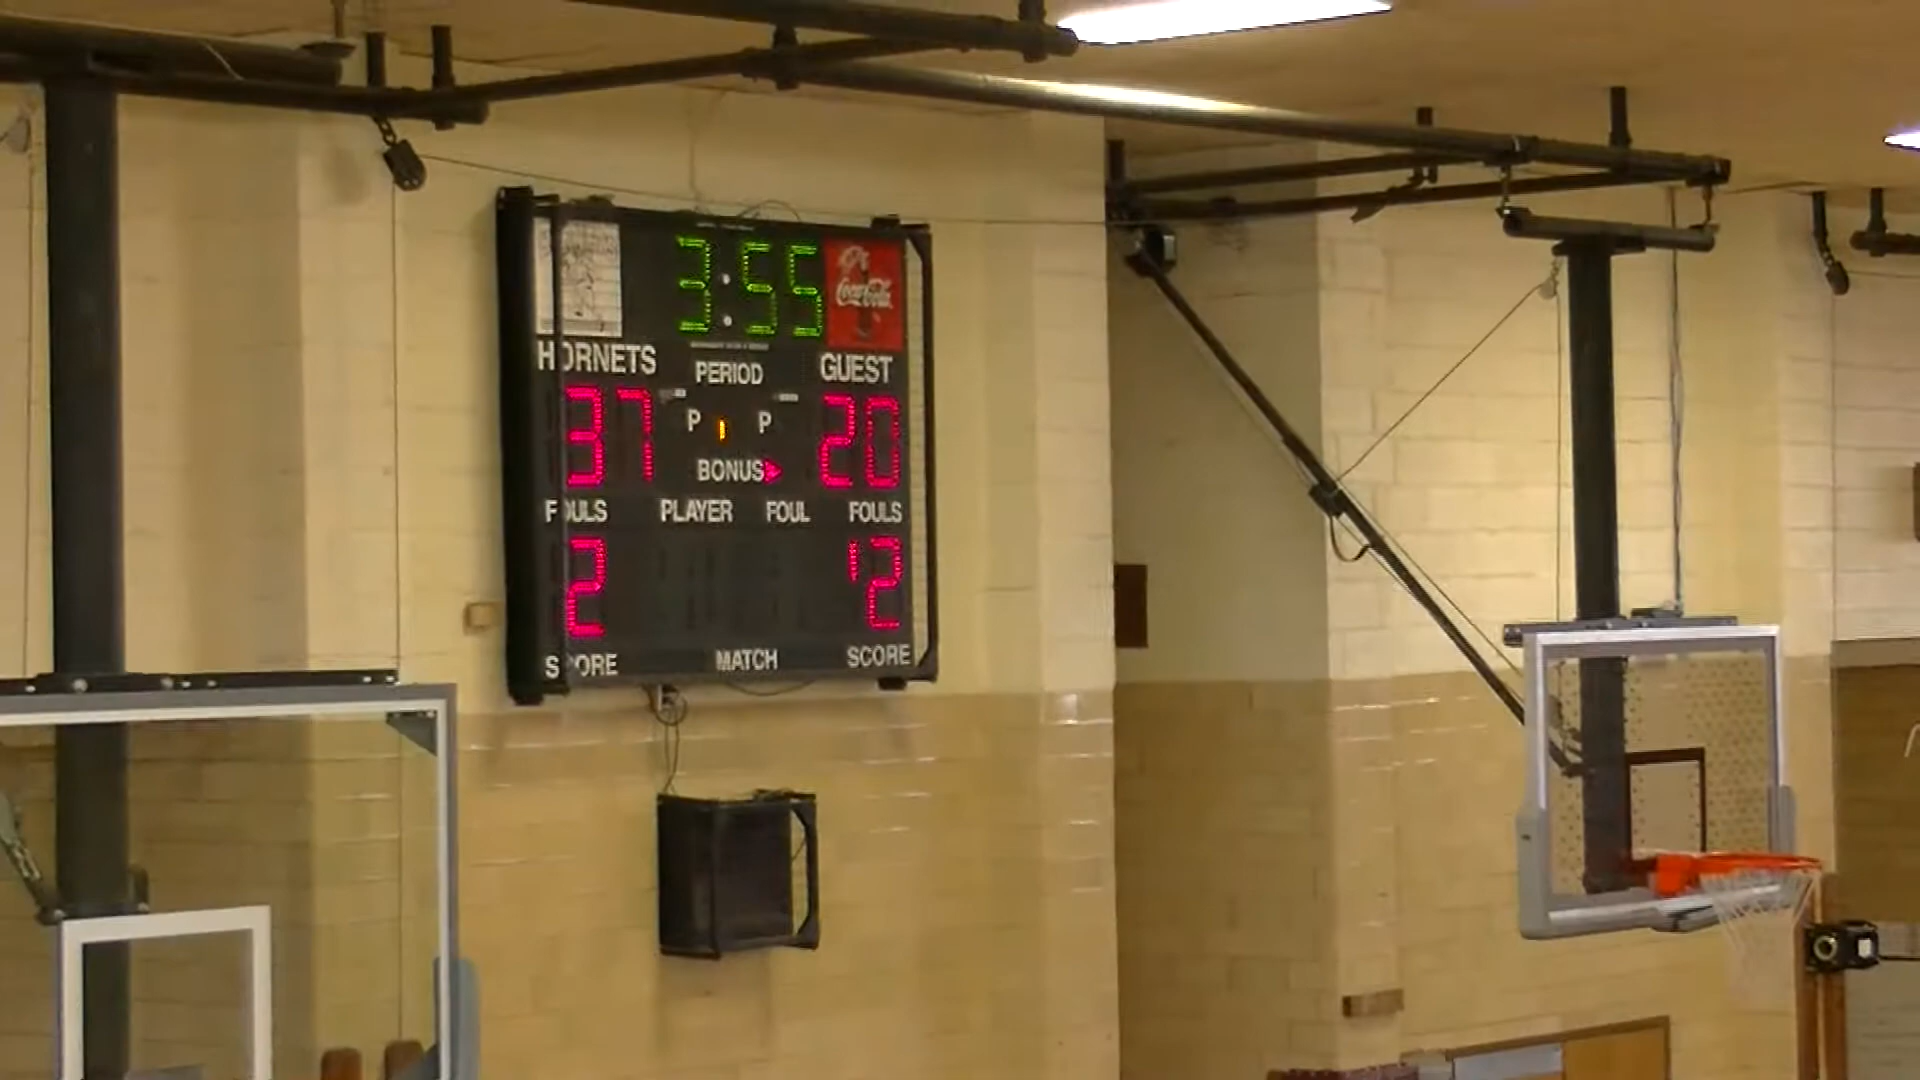 3:55
Coca-Cola
HORNETS PERIOD GUEST
37 P 1 P 20
BONUS
FOULS PLAYER FOUL FOULS
2 '2
SCORE MATCH SCORE